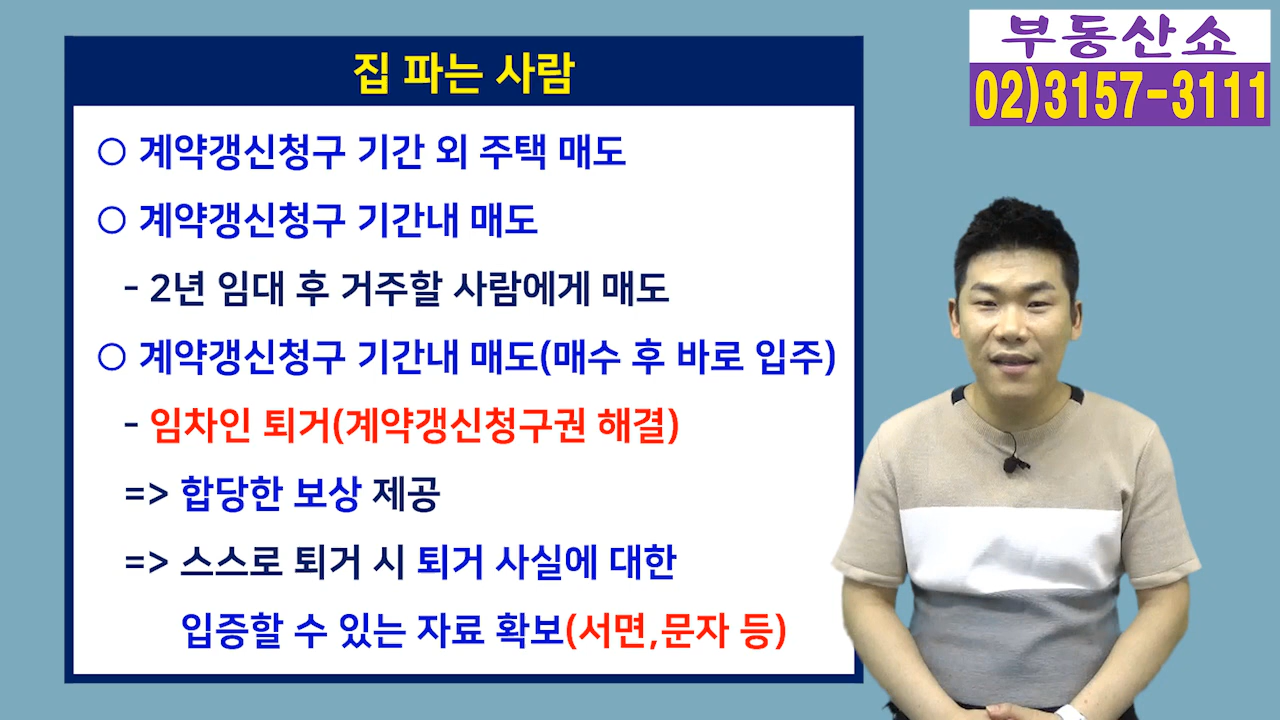 부동산쇼
02)3157-3111
집 파는 사람
○ 계약갱신청구 기간 외 주택 매도
○ 계약갱신청구 기간내 매도
- 2년 임대 후 거주할 사람에게 매도
○ 계약갱신청구 기간내 매도(매수 후 바로 입주)
- 임차인 퇴거(계약갱신청구권 해결)
=> 합당한 보상 제공
=> 스스로 퇴거 시 퇴거 사실에 대한
입증할 수 있는 자료 확보(서면,문자 등)